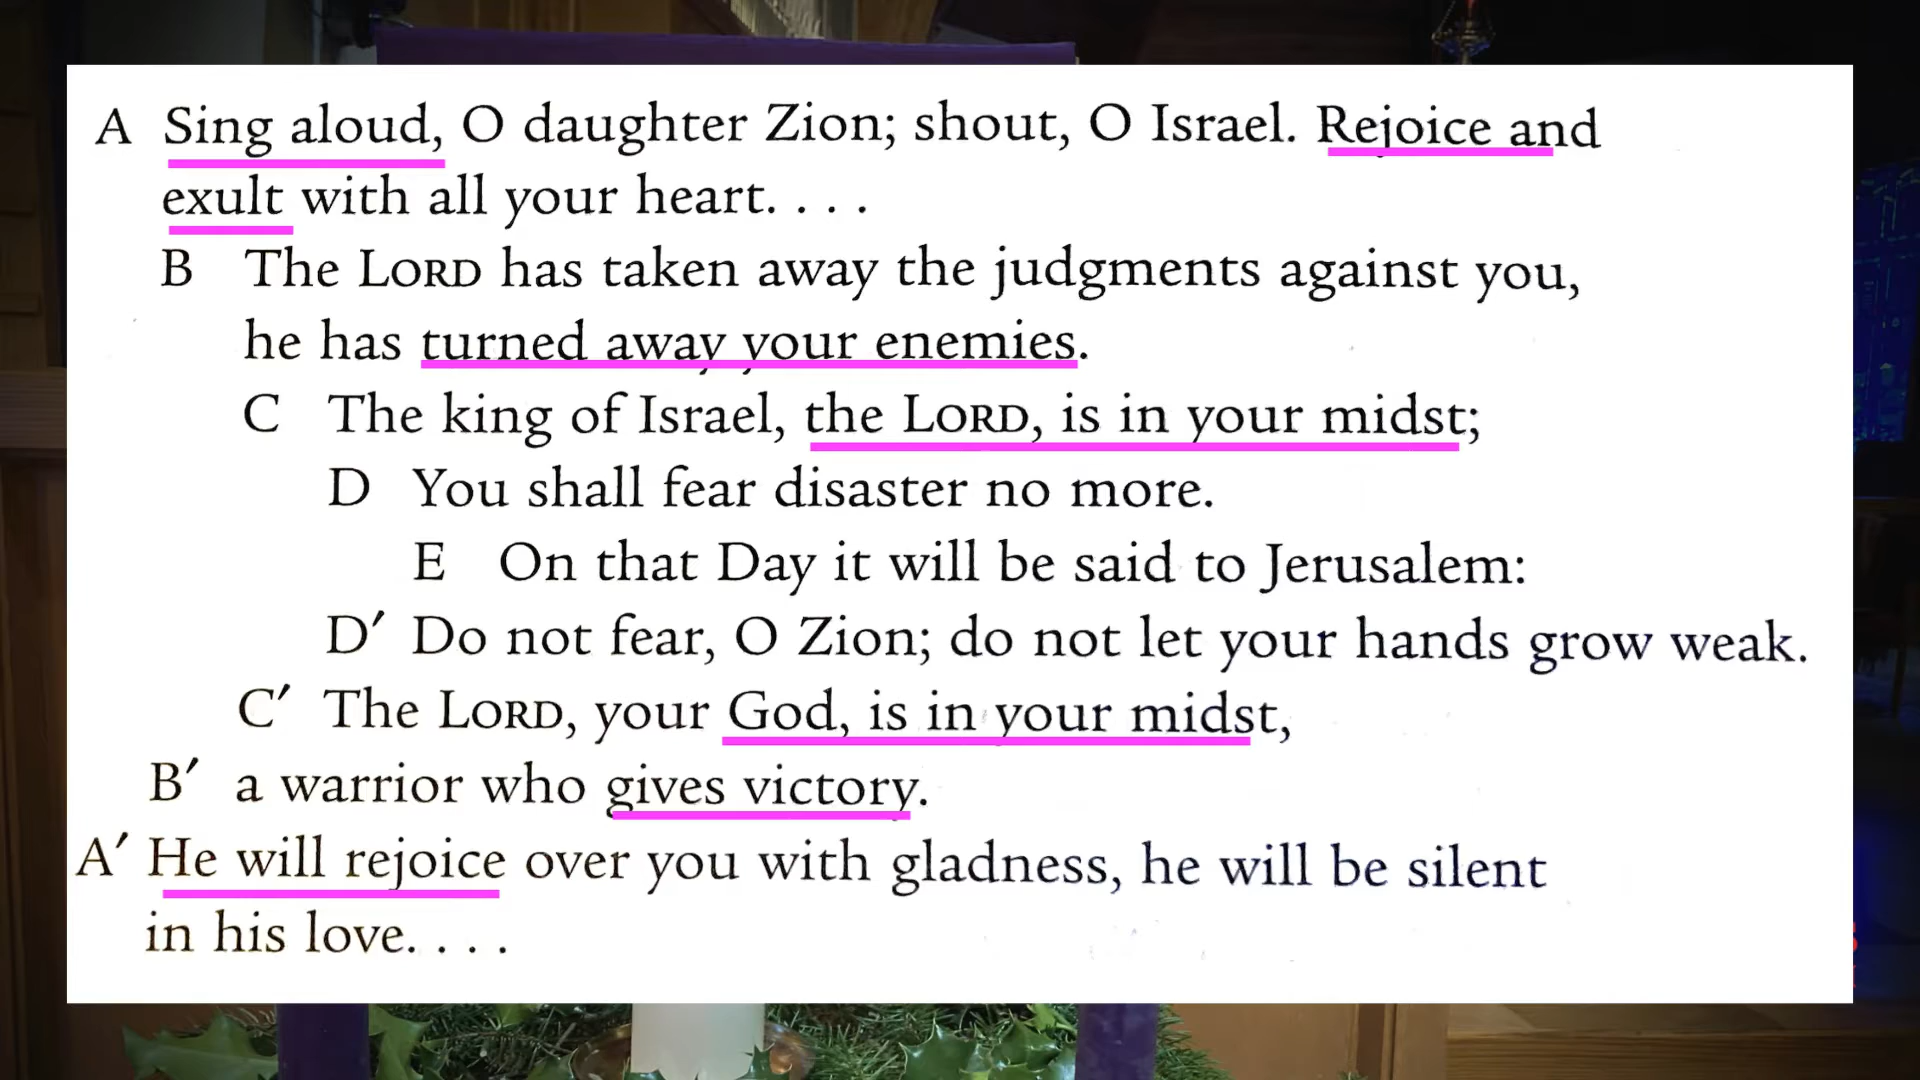 A Sing aloud, O daughter Zion; shout, O Israel. Rejoice and
exult with all your heart. . . .
B The LORD has taken away the judgments against you,
he has turned away your enemies.
C The king of Israel, the LORD, is in your midst;
D You shall fear disaster no more.
E On that Day it will be said to Jerusalem:
D′ Do not fear, O Zion; do not let your hands grow weak.
C′ The LORD, your God, is in your midst,
B′ a warrior who gives victory.
A′ He will rejoice over you with gladness, he will be silent
in his love. . . .